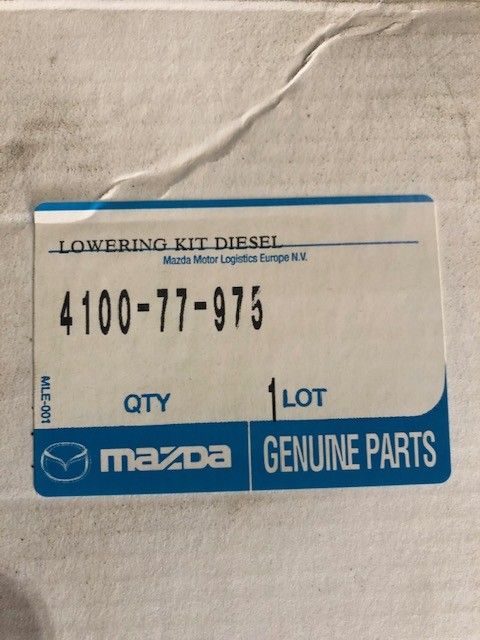 LOWERING KIT DIESEL
Mazda Motor Logistics Europe N.V.
4100-77-975
MLE-001
QTY 1 LOT
mazda GENUINE PARTS